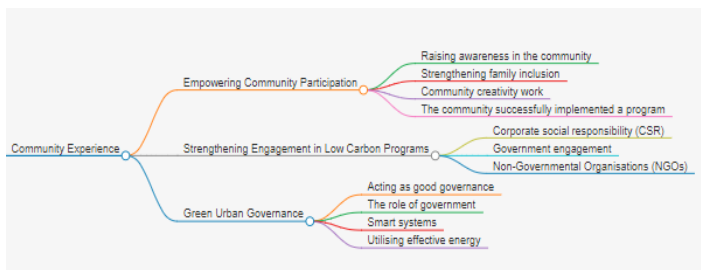 Community Experience
Empowering Community Participation
Raising awareness in the community
Strengthening family inclusion
Community creativity work
The community successfully implemented a program
Strengthening Engagement in Low Carbon Programs
Corporate social responsibility (CSR)
Government engagement
Non-Governmental Organisations (NGOs)
Green Urban Governance
Acting as good governance
The role of government
Smart systems
Utilising effective energy